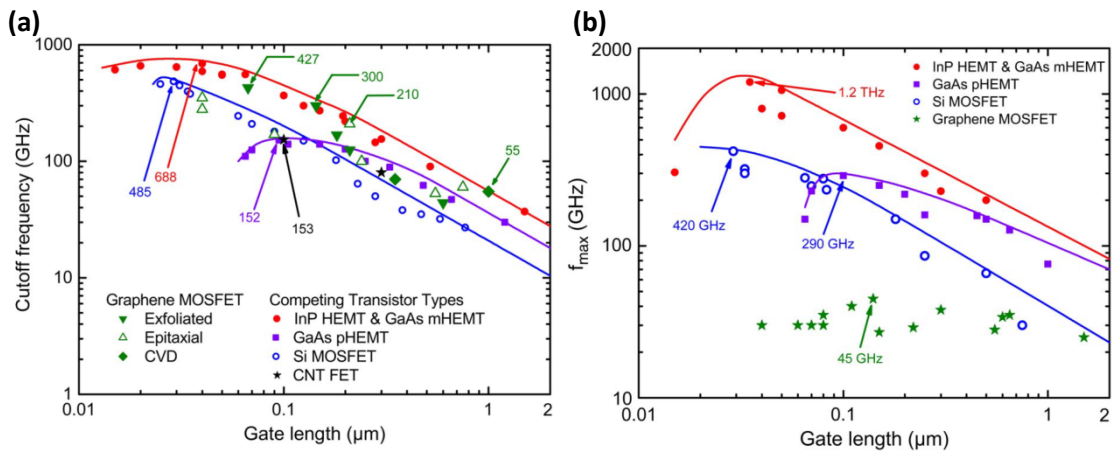 (a)
1000
100
10
1
Cutoff frequency (GHz)
427
300
210
55
485
688
152
153
Graphene MOSFET
Exfoliated
Epitaxial
CVD
Competing Transistor Types
InP HEMT & GaAs mHEMT
GaAs pHEMT
Si MOSFET
CNT FET
0.01
0.1
1
2
Gate length (µm)
(b)
2000
1000
100
10
f_max (GHz)
InP HEMT & GaAs mHEMT
GaAs pHEMT
Si MOSFET
Graphene MOSFET
1.2 THz
420 GHz
290 GHz
45 GHz
0.01
0.1
1
2
Gate length (µm)